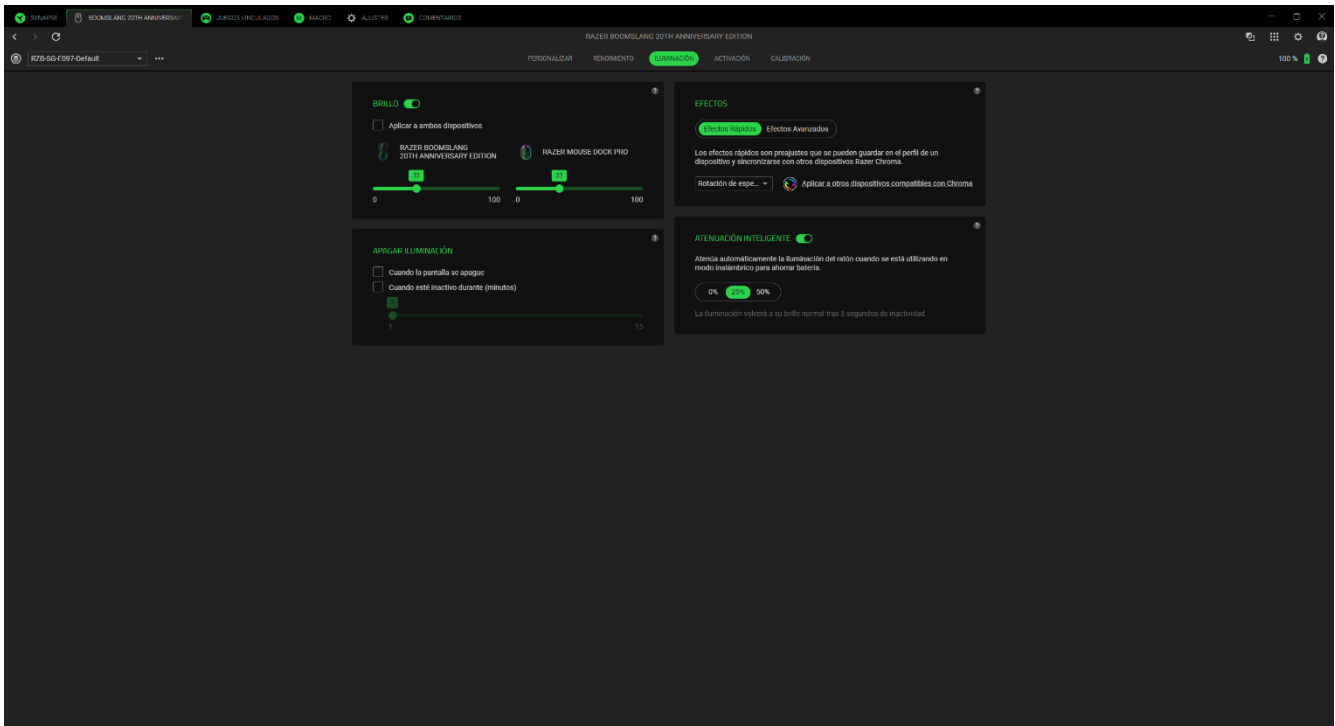 SYNAPSE
BOOMSLANG 20TH ANNIVERSARY
JUEGOS VINCULADOS
MACRO
AJUSTES
COMENTARIOS
RAZER BOOMSLANG 20TH ANNIVERSARY EDITION
RZB-SG-E097-Default
PERSONALIZAR
RENDIMIENTO
ILUMINACIÓN
ACTIVACIÓN
CALIBRACIÓN
100 %
BRILLO
Aplicar a ambos dispositivos
RAZER BOOMSLANG
20TH ANNIVERSARY EDITION
RAZER MOUSE DOCK PRO
33
33
0
100
0
100
APAGAR ILUMINACIÓN
Cuando la pantalla se apague
Cuando esté inactivo durante (minutos)
1
15
EFECTOS
Efectos Rápidos
Efectos Avanzados
Los efectos rápidos son preajustes que se pueden guardar en el perfil de un
dispositivo y sincronizarse con otros dispositivos Razer Chroma.
Rotación de espe...
Aplicar a otros dispositivos compatibles con Chroma
ATENUACIÓN INTELIGENTE
Atenúa automáticamente la iluminación del ratón cuando se está utilizando en
modo inalámbrico para ahorrar batería.
0%
25%
50%
La iluminación volverá a su brillo normal tras 3 segundos de inactividad.